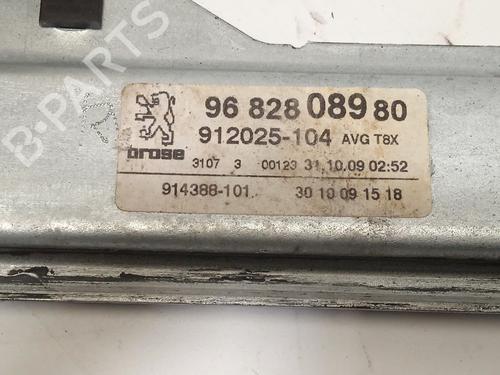 B-PARTS
96 828 089 80
912025-104 AVG T8X
brose
3107 3 00123 31.10.09 02:52
914388-101. 30 10 09 15 18